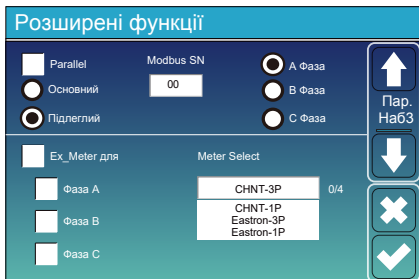 Розширені функції
Parallel
Modbus SN
A Фаза
Основний
00
B Фаза
Підлеглий
C Фаза
Пар.
Наб3
Ex_Meter для
Meter Select
Фаза A
CHNT-3P
0/4
CHNT-1P
Фаза B
Eastron-3P
Eastron-1P
Фаза C